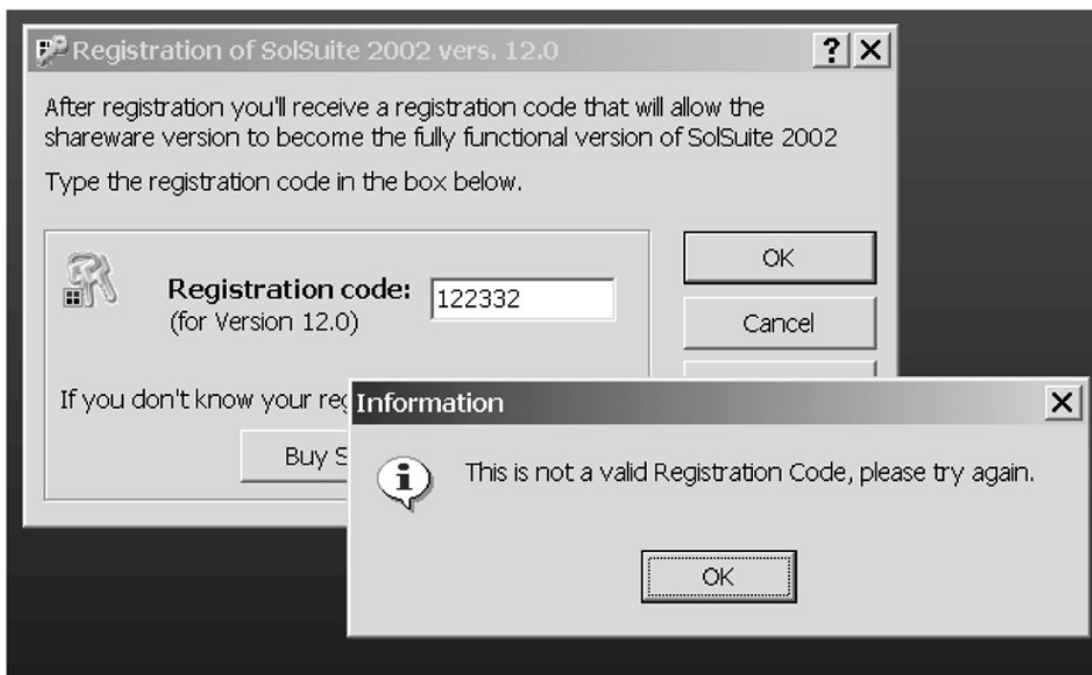 Registration of SolSuite 2002 vers. 12.0
After registration you'll receive a registration code that will allow the
shareware version to become the fully functional version of SolSuite 2002
Type the registration code in the box below.
Registration code:
122332
(for Version 12.0)
OK
Cancel
If you don't know your
Buy
Information
This is not a valid Registration Code, please try again.
OK